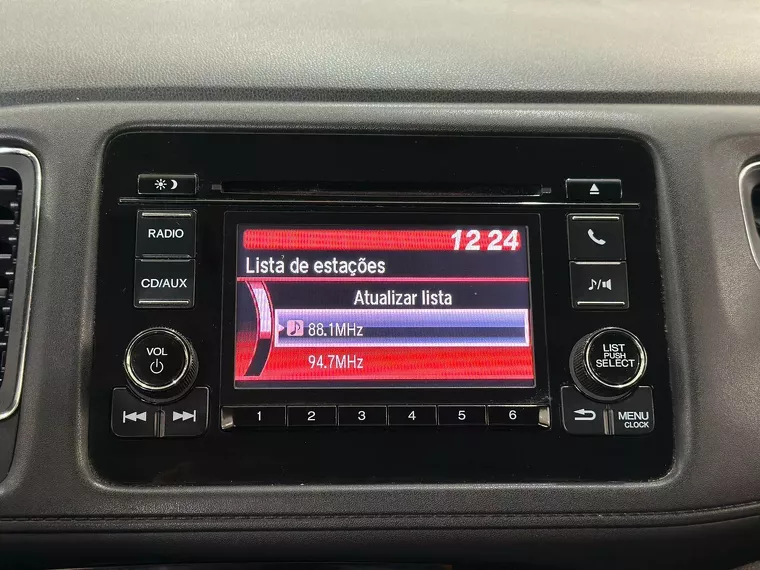 12 24
RADIO
Lista de estações
CD/AUX
Atualizar lista
88.1MHz
94.7MHz
VOL
LIST
PUSH
SELECT
1 2 3 4 5 6
MENU
CLOCK